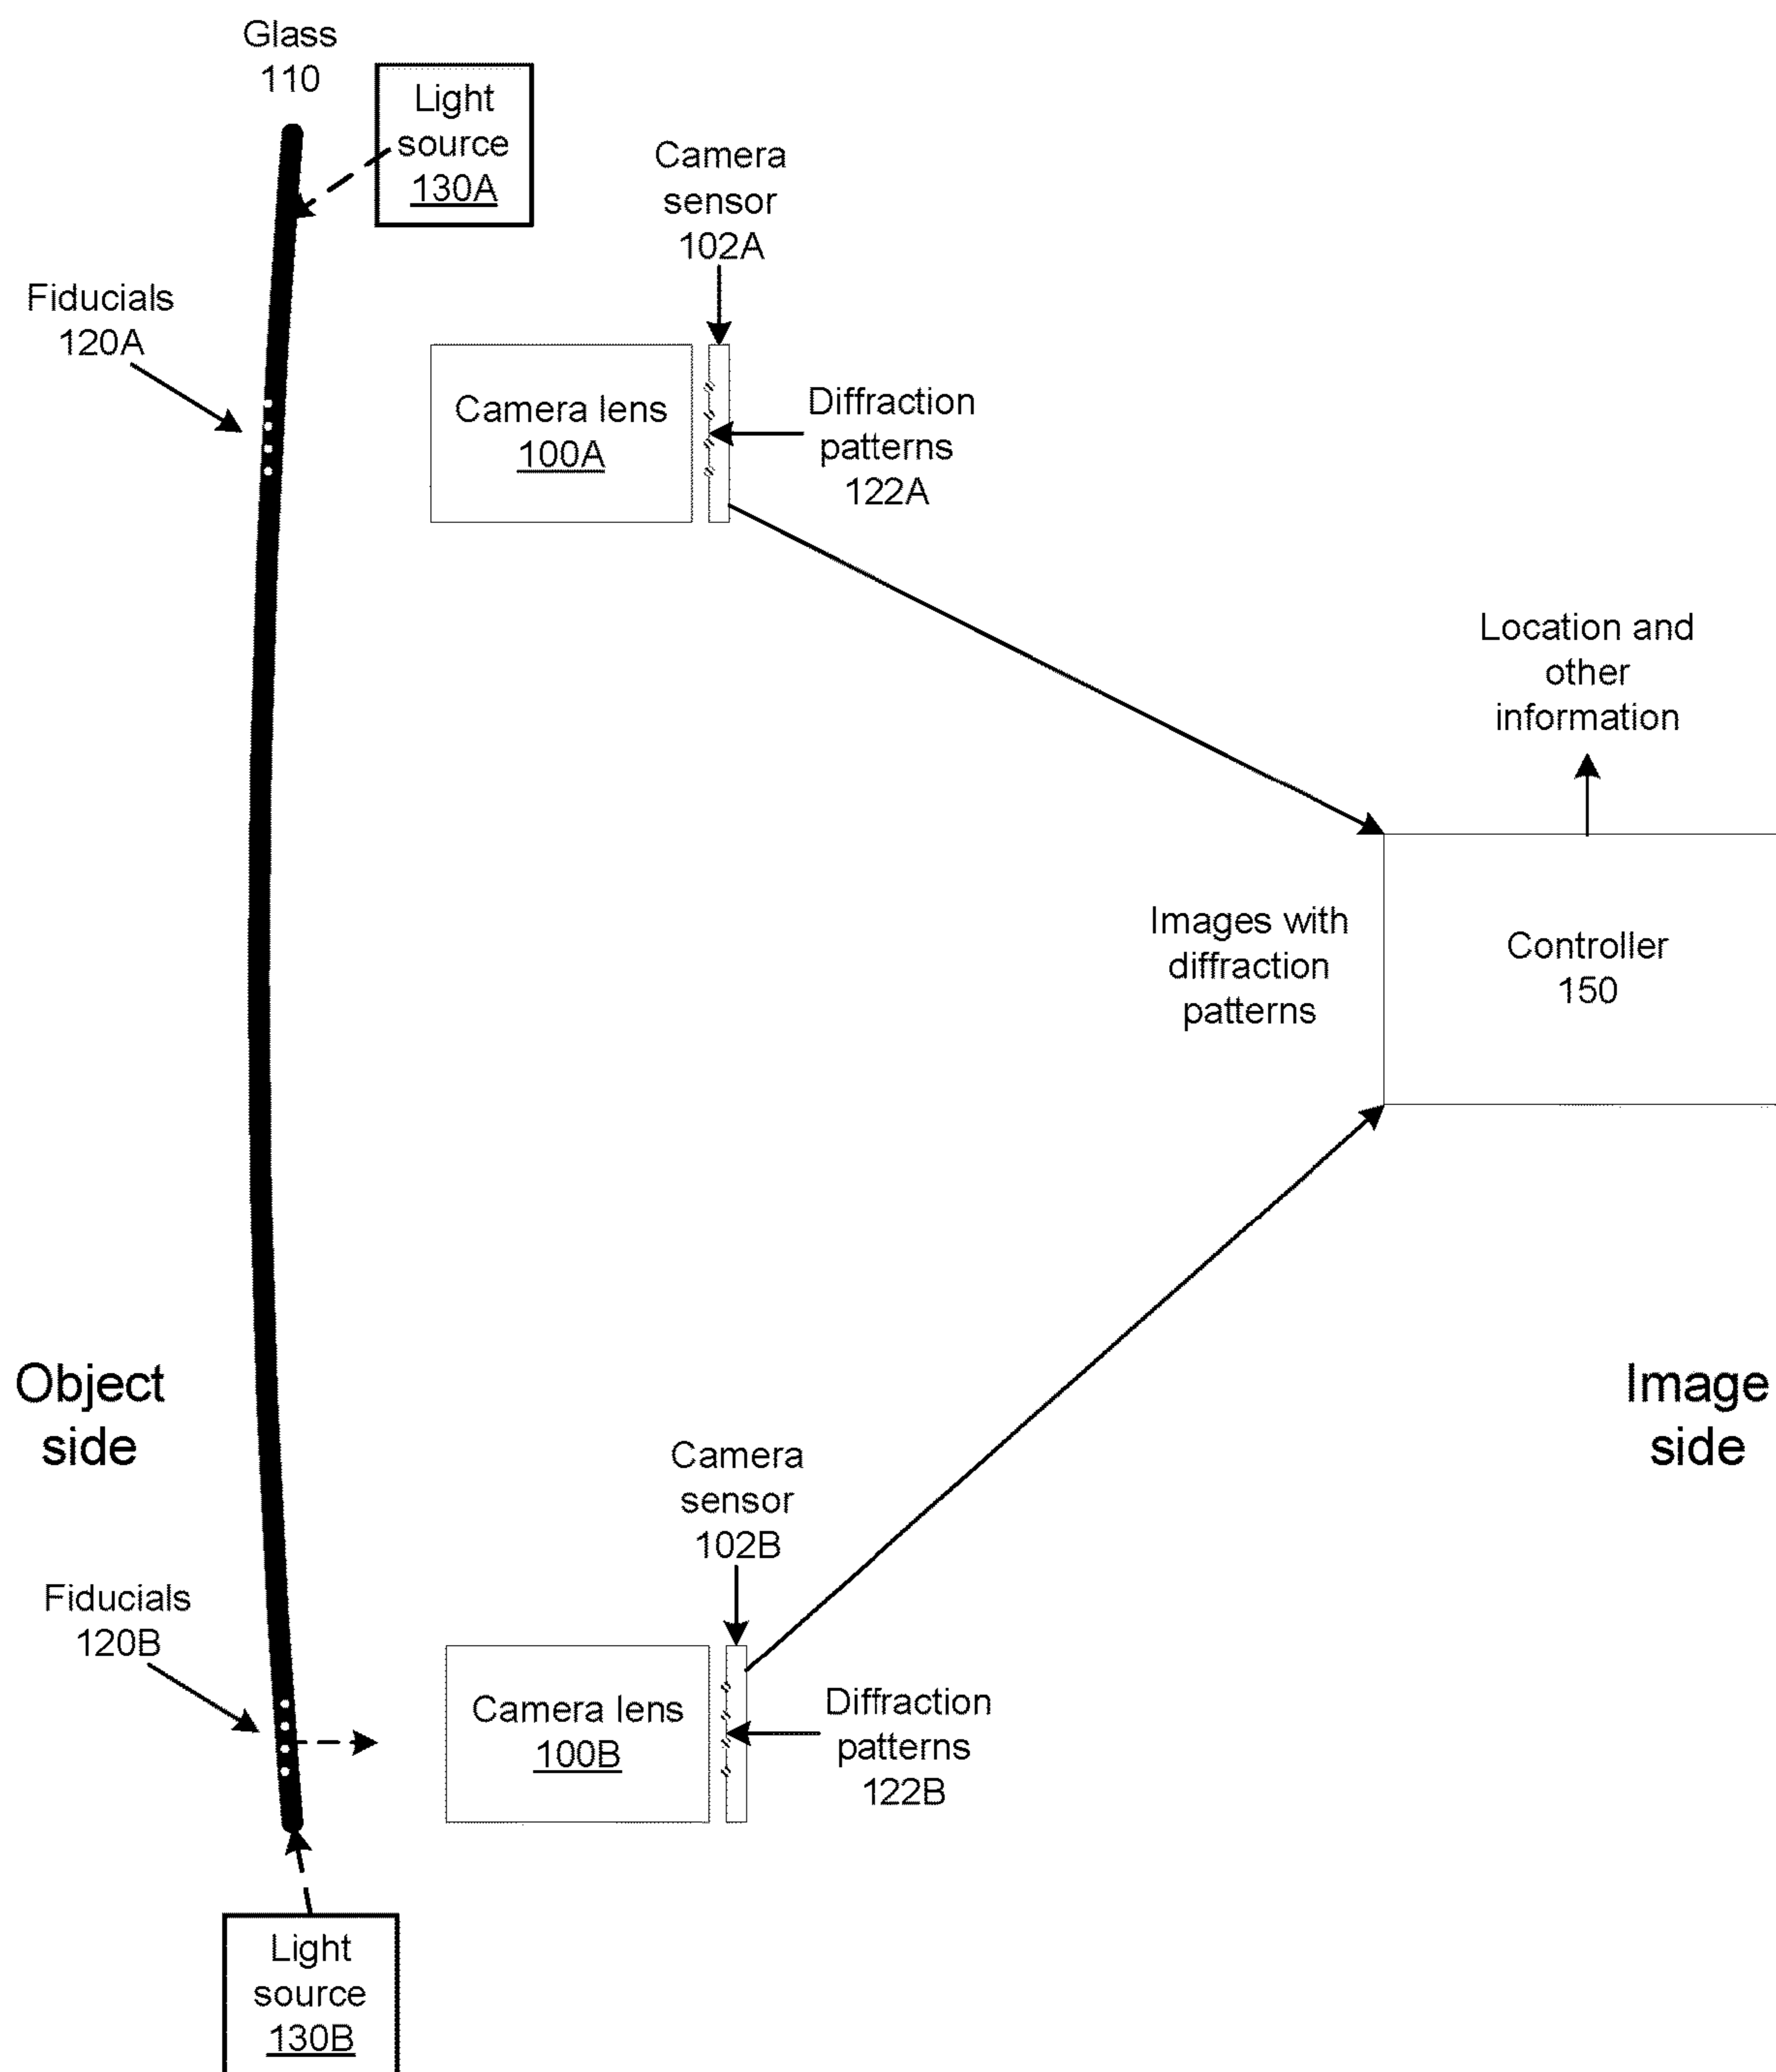 Glass
110
Light
source
130A
Camera
sensor
102A
Fiducials
120A
Camera lens
100A
Diffraction
patterns
122A
Location and
other
information
Images with
diffraction
patterns
Controller
150
Object
side
Image
side
Camera
sensor
102B
Fiducials
120B
Camera lens
100B
Diffraction
patterns
122B
Light
source
130B